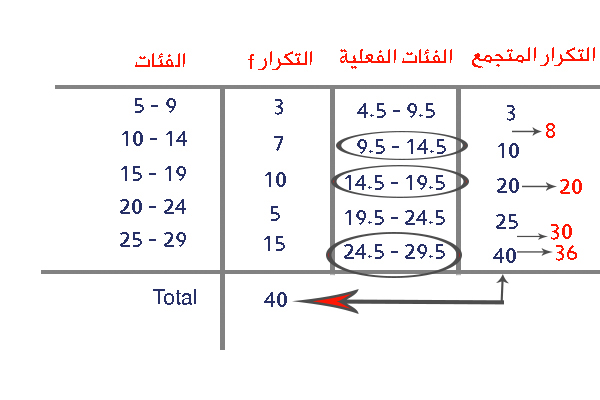 الفئات التكرار f الفئات الفعلية التكرار المتجمع
5 – 9 3 4.5 – 9.5 3
8
10 – 14 7 9.5 – 14.5 10
15 – 19 10 14.5 – 19.5 20 20
20 – 24 5 19.5 – 24.5 25
30
25 – 29 15 24.5 – 29.5 40 36
Total 40